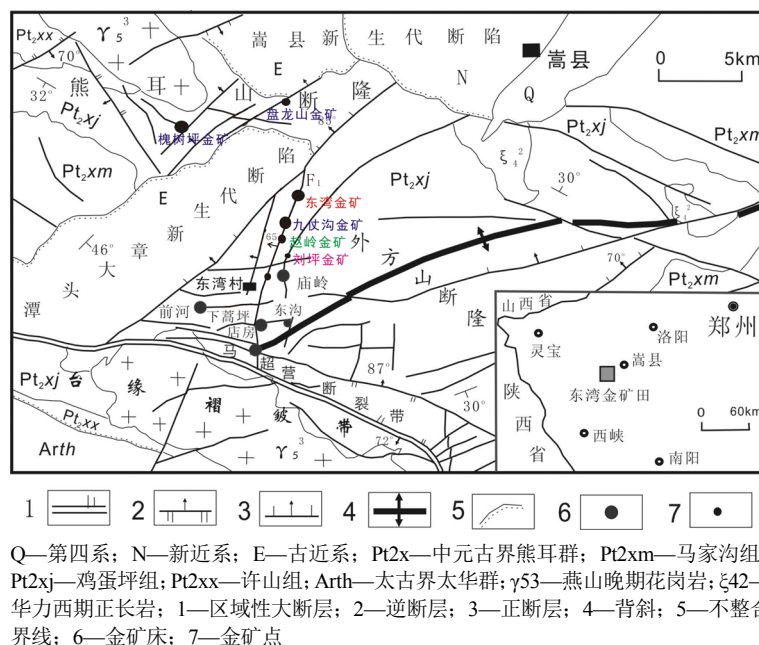 Pt₂xx
γ₅³
嵩县新生代断陷
嵩县
0 5km
70°
熊耳山断隆
E
N
Q
32°
Pt₂xj
盘龙山金矿
85°
槐树坪金矿
Pt₂xj
Pt₂xm
Pt₂xm
ξ₄²
30°
F₁
Pt₂xj
E
东湾金矿
ξ₄²
九仗沟金矿
65
赵岭金矿
46°
刘坪金矿
70°
潭头大章新生代断陷
外方山断隆
东湾村
庙岭
Pt₂xm
前河
下蒿坪
东沟
店房
马超营断裂带
87°
Pt₂xj
台缘褶皱带
30°
Pt₂xx
Arth
γ₅³
72°
山西省
郑州
灵宝
洛阳
嵩县
陕西省
东湾金矿田
0 60km
西峡
南阳
1 2 3 4 5 6 7
Q—第四系；N—新近系；E—古近系；Pt2x—中元古界熊耳群；Pt2xm—马家沟组
Pt2xj—鸡蛋坪组；Pt2xx—许山组；Arth—太古界太华群；γ53—燕山晚期花岗岩；ξ42—
华力西期正长岩；1—区域性大断层；2—逆断层；3—正断层；4—背斜；5—不整合
界线；6—金矿床；7—金矿点